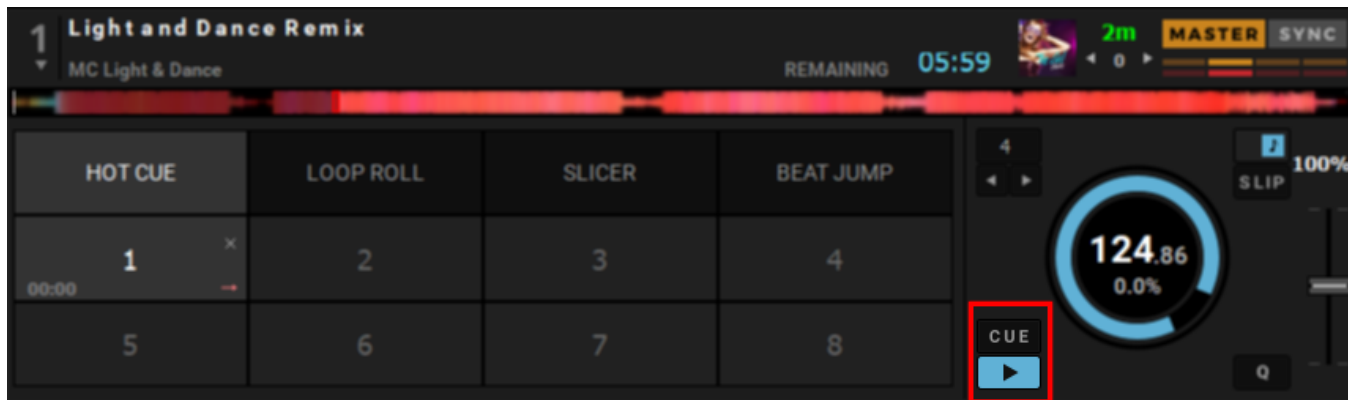 1 Light and Dance Remix
MC Light & Dance
REMAINING 05:59
2m
0
MASTER SYNC
HOT CUE LOOP ROLL SLICER BEAT JUMP
1 2 3 4
00:00
5 6 7 8
4
SLIP
100%
124.86
0.0%
CUE
Q